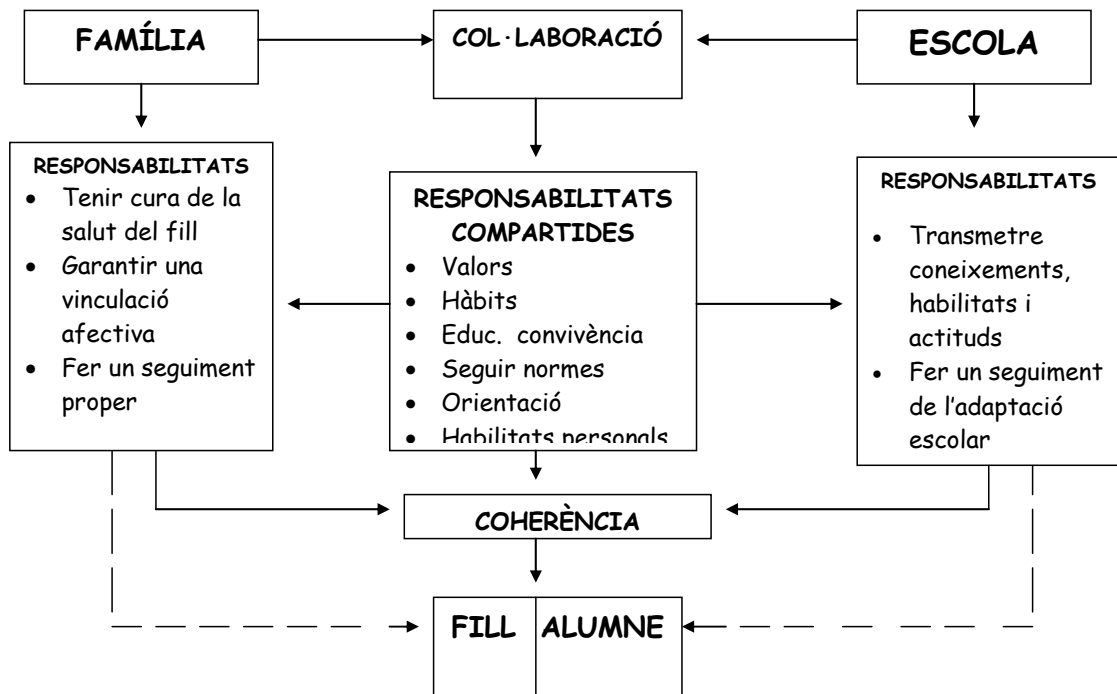 FAMÍLIA
COL·LABORACIÓ
ESCOLA
RESPONSABILITATS
• Tenir cura de la
salut del fill
• Garantir una
vinculació
afectiva
• Fer un seguiment
proper
RESPONSABILITATS
COMPARTIDES
• Valors
• Hàbits
• Educ. convivència
• Seguir normes
• Orientació
• Habilitats personals
RESPONSABILITATS
• Transmetre
coneixements,
habilitats i
actituds
• Fer un seguiment
de l'adaptació
escolar
COHERÈNCIA
FILL
ALUMNE